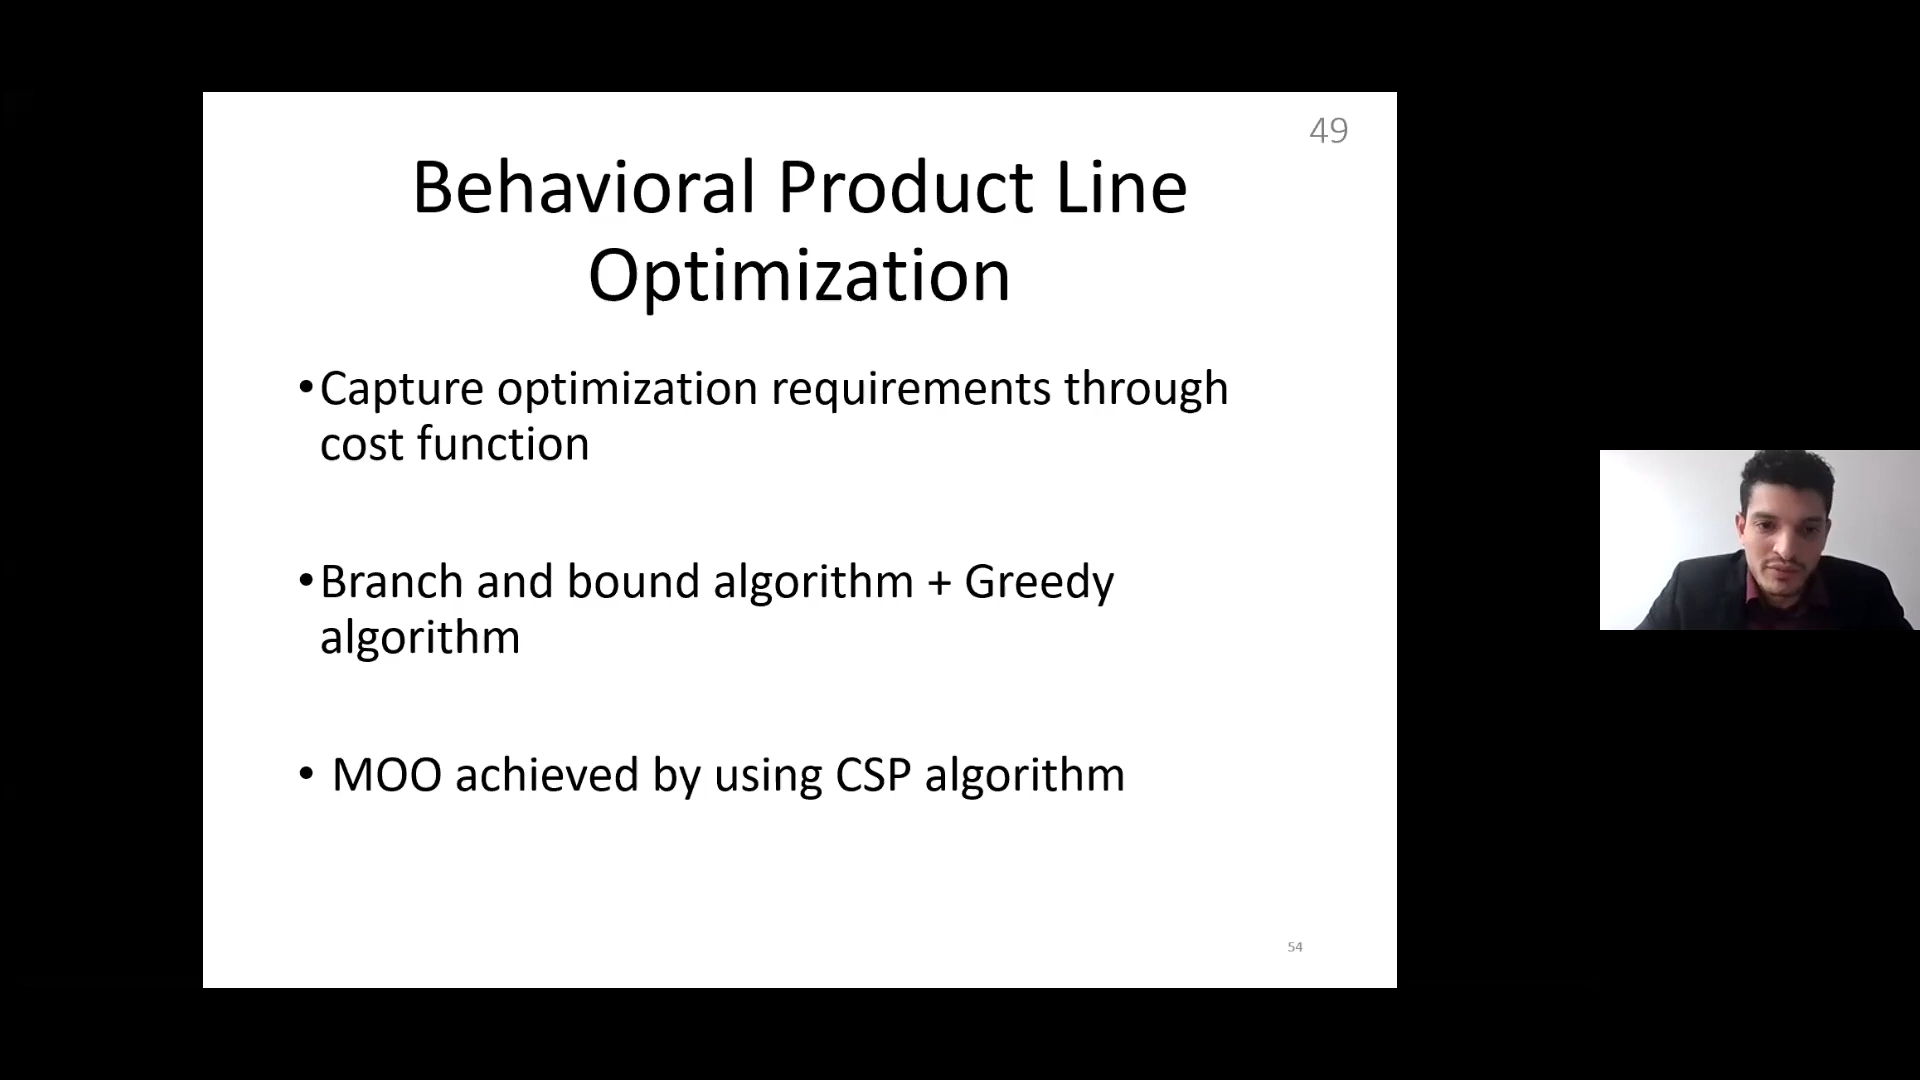 49
Behavioral Product Line
Optimization
•Capture optimization requirements through
cost function
•Branch and bound algorithm + Greedy
algorithm
• MOO achieved by using CSP algorithm
54